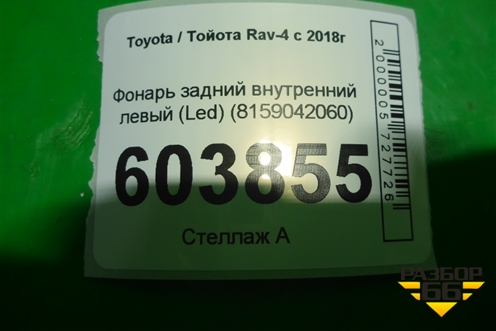 Toyota / Тойота Rav-4 с 2018г
Фонарь задний внутренний
левый (Led) (8159042060)
603855
Стеллаж А
2000005727726
РАЗБОР
66